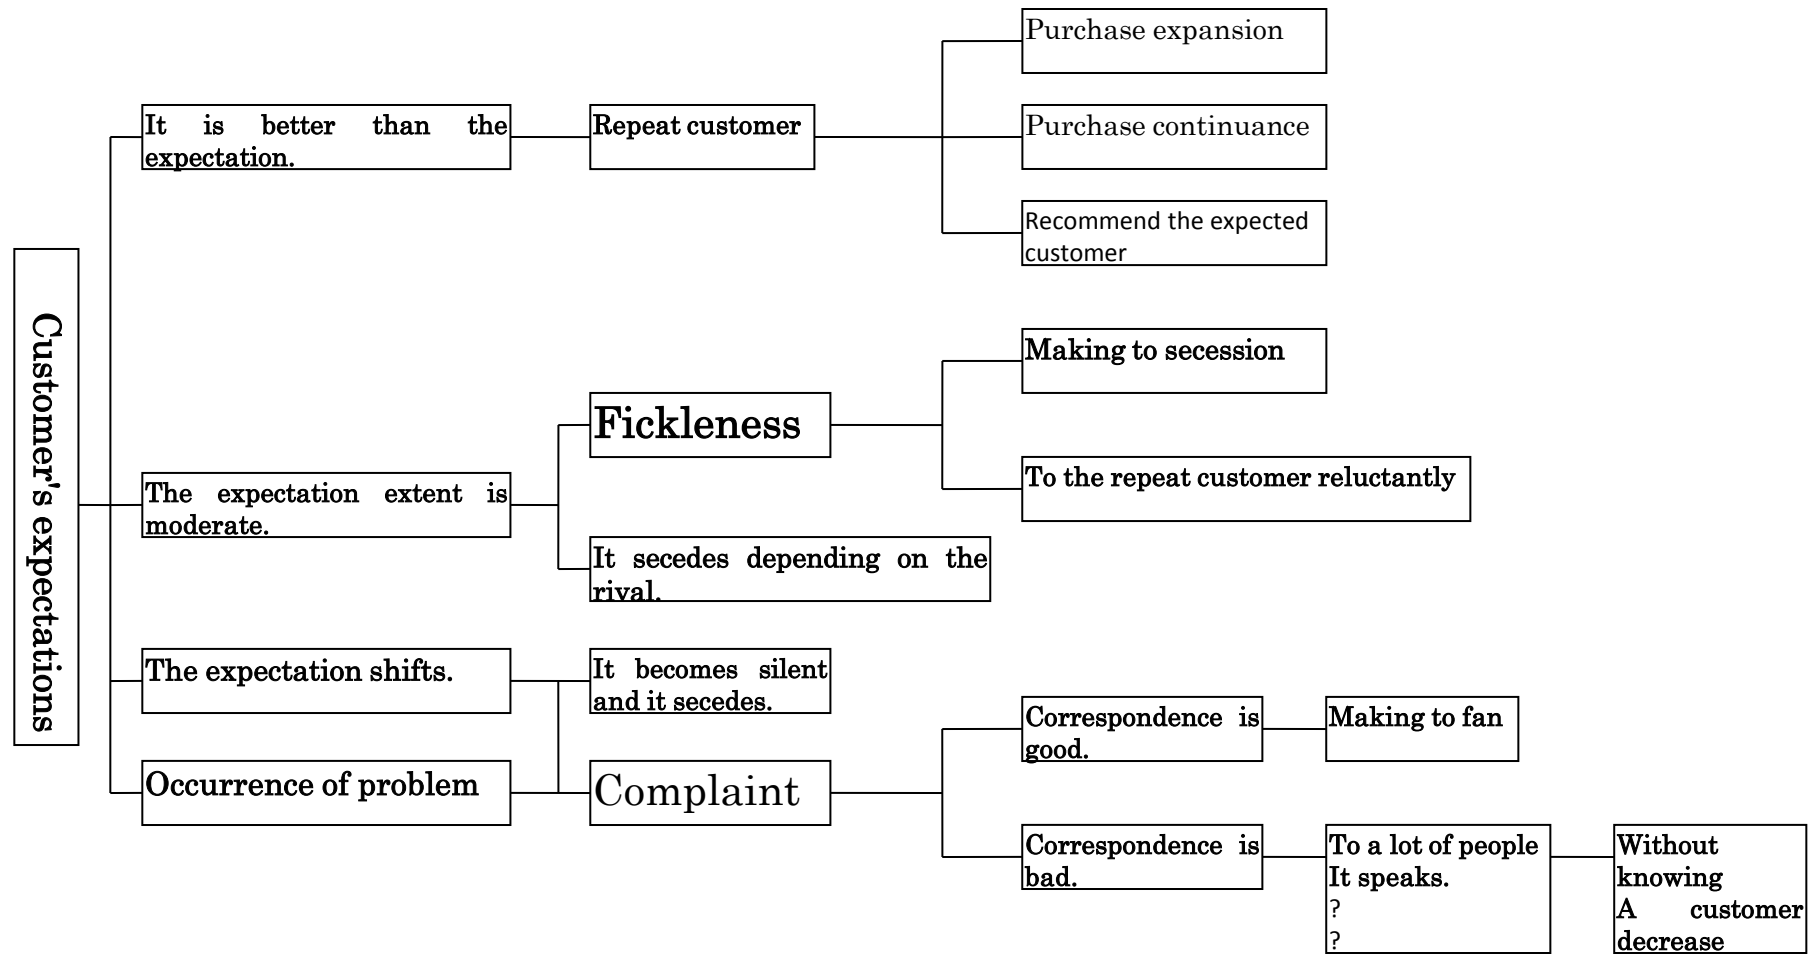 Customer's expectations
It is better than the
expectation.
Repeat customer
Purchase expansion
Purchase continuance
Recommend the expected
customer
The expectation extent is
moderate.
Fickleness
Making to secession
To the repeat customer reluctantly
It secedes depending on the
rival.
The expectation shifts.
It becomes silent
and it secedes.
Occurrence of problem
Complaint
Correspondence is
good.
Making to fan
Correspondence is
bad.
To a lot of people
It speaks.
?
?
Without
knowing
A customer
decrease